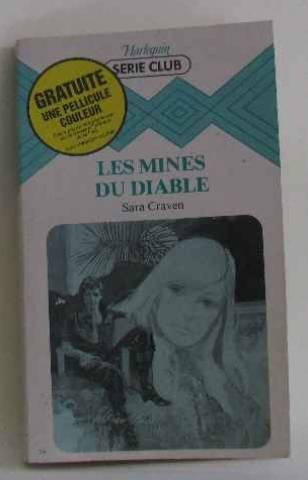 Harlequin
SERIE CLUB
GRATUITE
UNE PELLICULE
COULEUR
LES MINES
DU DIABLE
Sara Craven